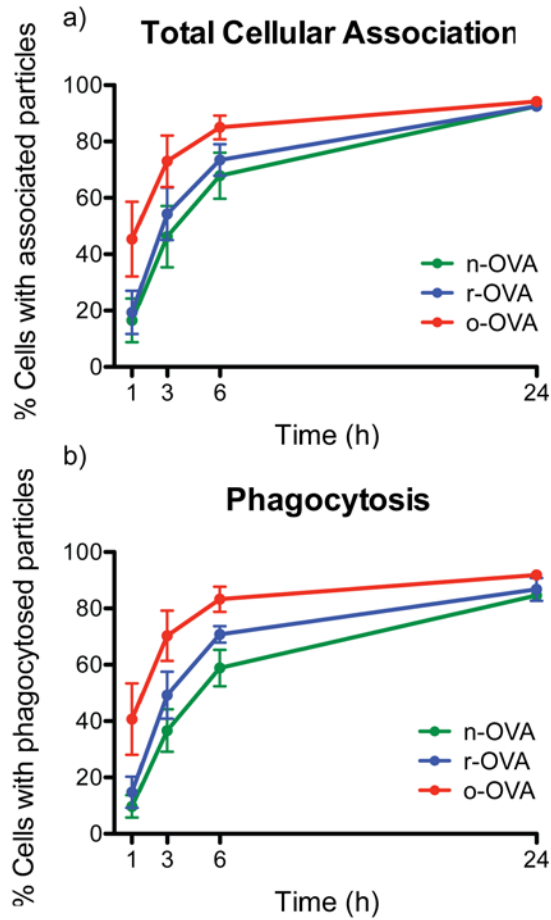 a)
Total Cellular Association
% Cells with associated particles
100
80
60
40
20
0
n-OVA
r-OVA
o-OVA
1 3 6 24
Time (h)
b)
Phagocytosis
% Cells with phagocytosed particles
100
80
60
40
20
0
n-OVA
r-OVA
o-OVA
1 3 6 24
Time (h)